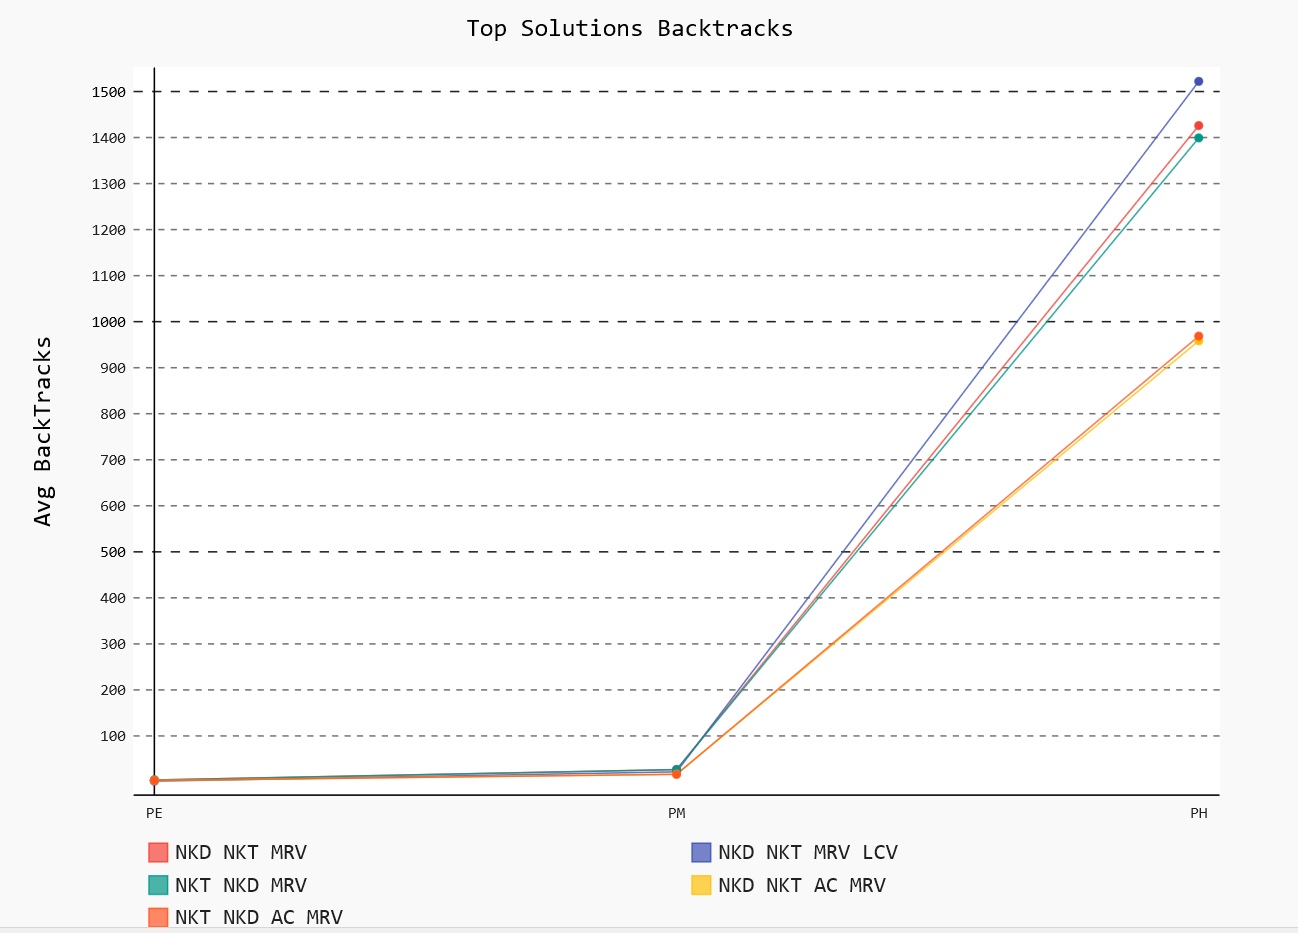 Top Solutions Backtracks
Avg BackTracks
1500
1400
1300
1200
1100
1000
900
800
700
600
500
400
300
200
100
PE PM PH
NKD NKT MRV NKD NKT MRV LCV
NKT NKD MRV NKD NKT AC MRV
NKT NKD AC MRV